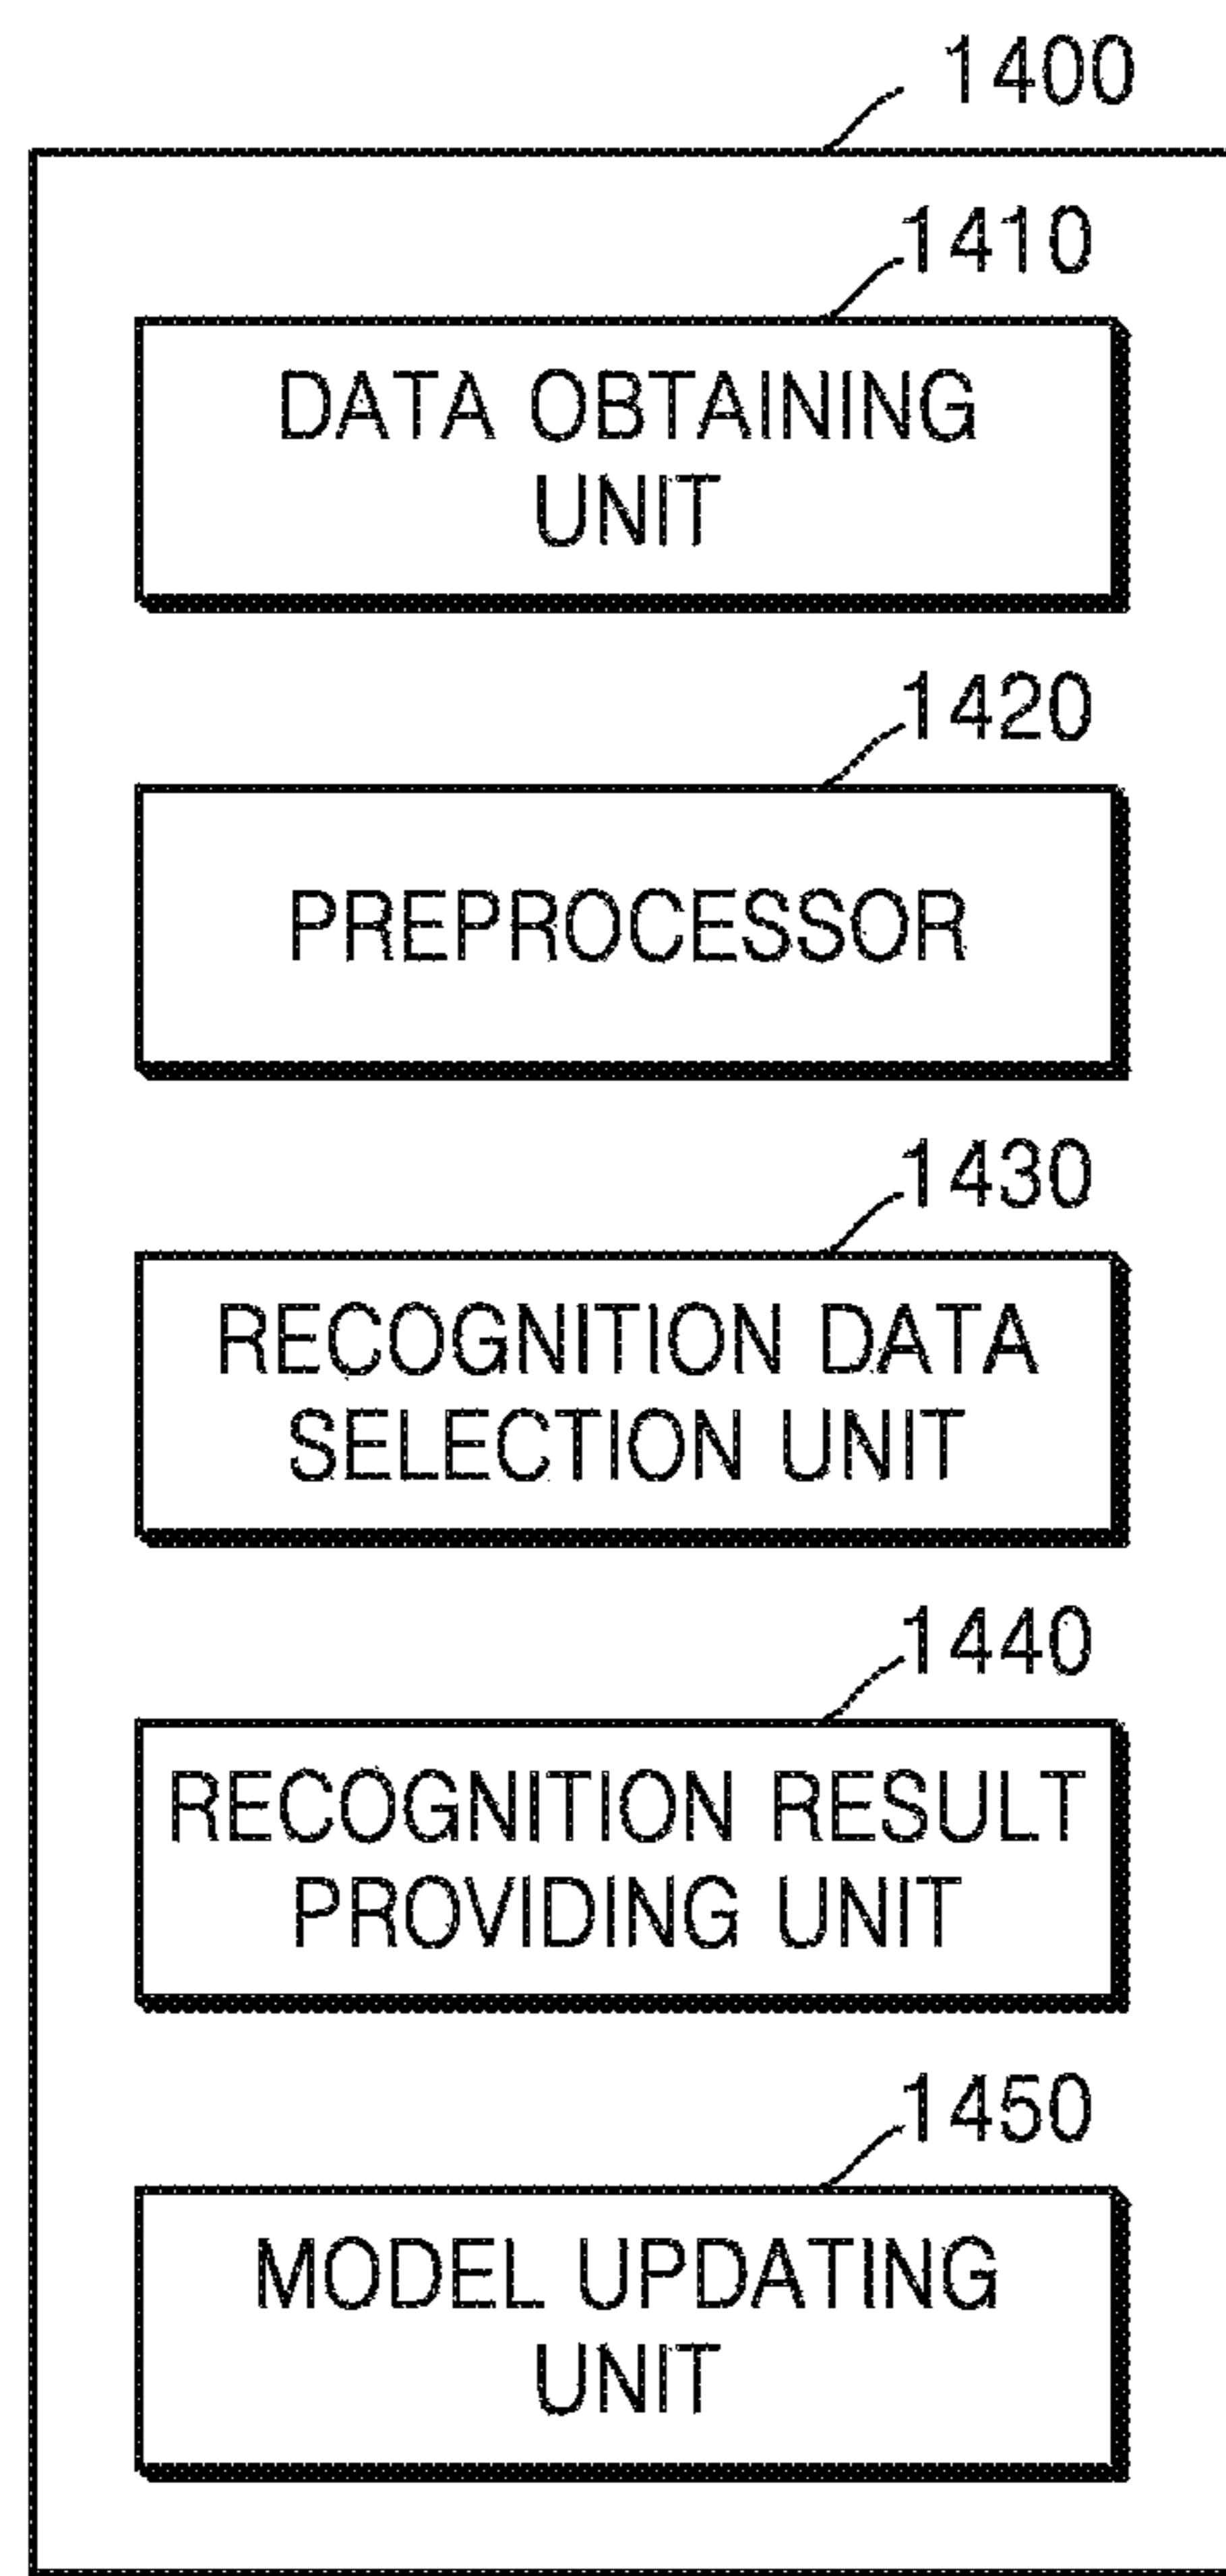 1400
1410
DATA OBTAINING
UNIT
1420
PREPROCESSOR
1430
RECOGNITION DATA
SELECTION UNIT
1440
RECOGNITION RESULT
PROVIDING UNIT
1450
MODEL UPDATING
UNIT